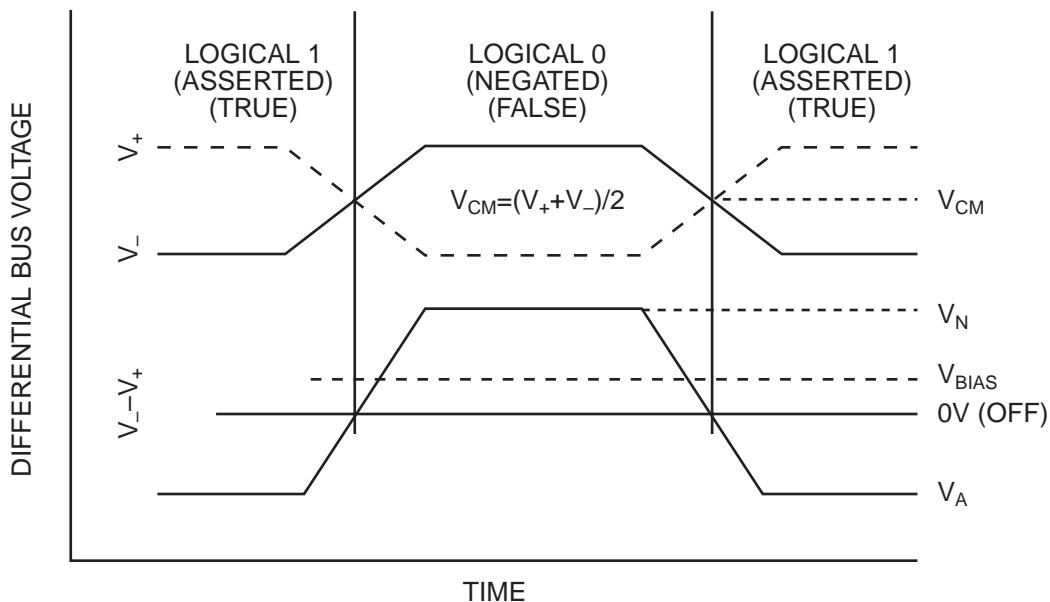 LOGICAL 1
(ASSERTED)
(TRUE)
LOGICAL 0
(NEGATED)
(FALSE)
LOGICAL 1
(ASSERTED)
(TRUE)
DIFFERENTIAL BUS VOLTAGE
V+
V–
V––V+
VCM=(V++V–)/2
VCM
VN
VBIAS
0V (OFF)
VA
TIME